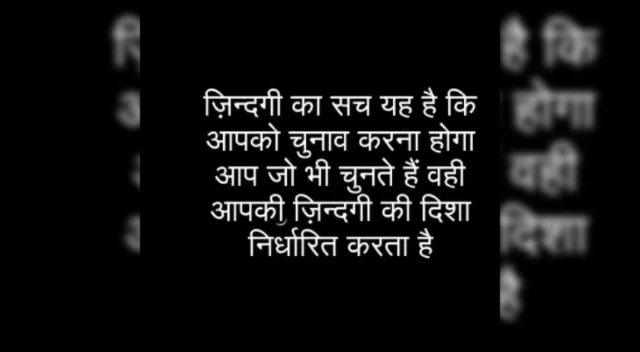 ज़िन्दगी का सच यह है कि
आपको चुनाव करना होगा
आप जो भी चुनते हैं वही
आपकी ज़िन्दगी की दिशा
निर्धारित करता है